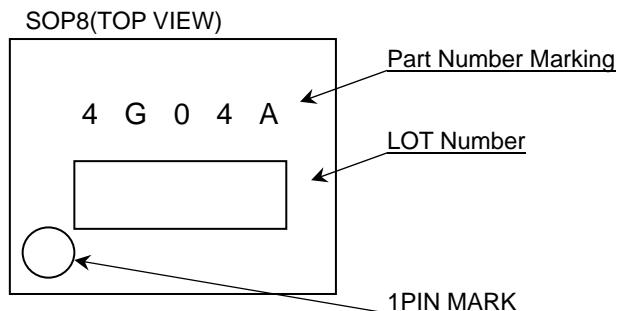 SOP8(TOP VIEW)
Part Number Marking
4 G 0 4 A
LOT Number
1PIN MARK